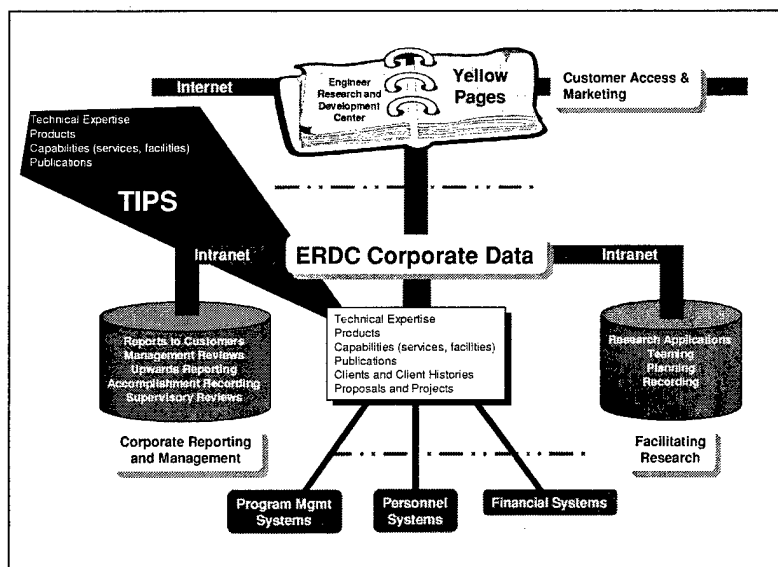 Internet
Engineer
Research and
Development
Center
Yellow
Pages
Customer Access &
Marketing
Technical Expertise
Products
Capabilities (services, facilities)
Publications
TIPS
Intranet
ERDC Corporate Data
Intranet
Reports to Customers
Management Reviews
Upwards Reporting
Accomplishment Recording
Supervisory Reviews
Technical Expertise
Products
Capabilities (services, facilities)
Publications
Clients and Client Histories
Proposals and Projects
Research Applications
Teaming
Planning
Recording
Corporate Reporting
and Management
Facilitating
Research
Program Mgmt
Systems
Personnel
Systems
Financial Systems